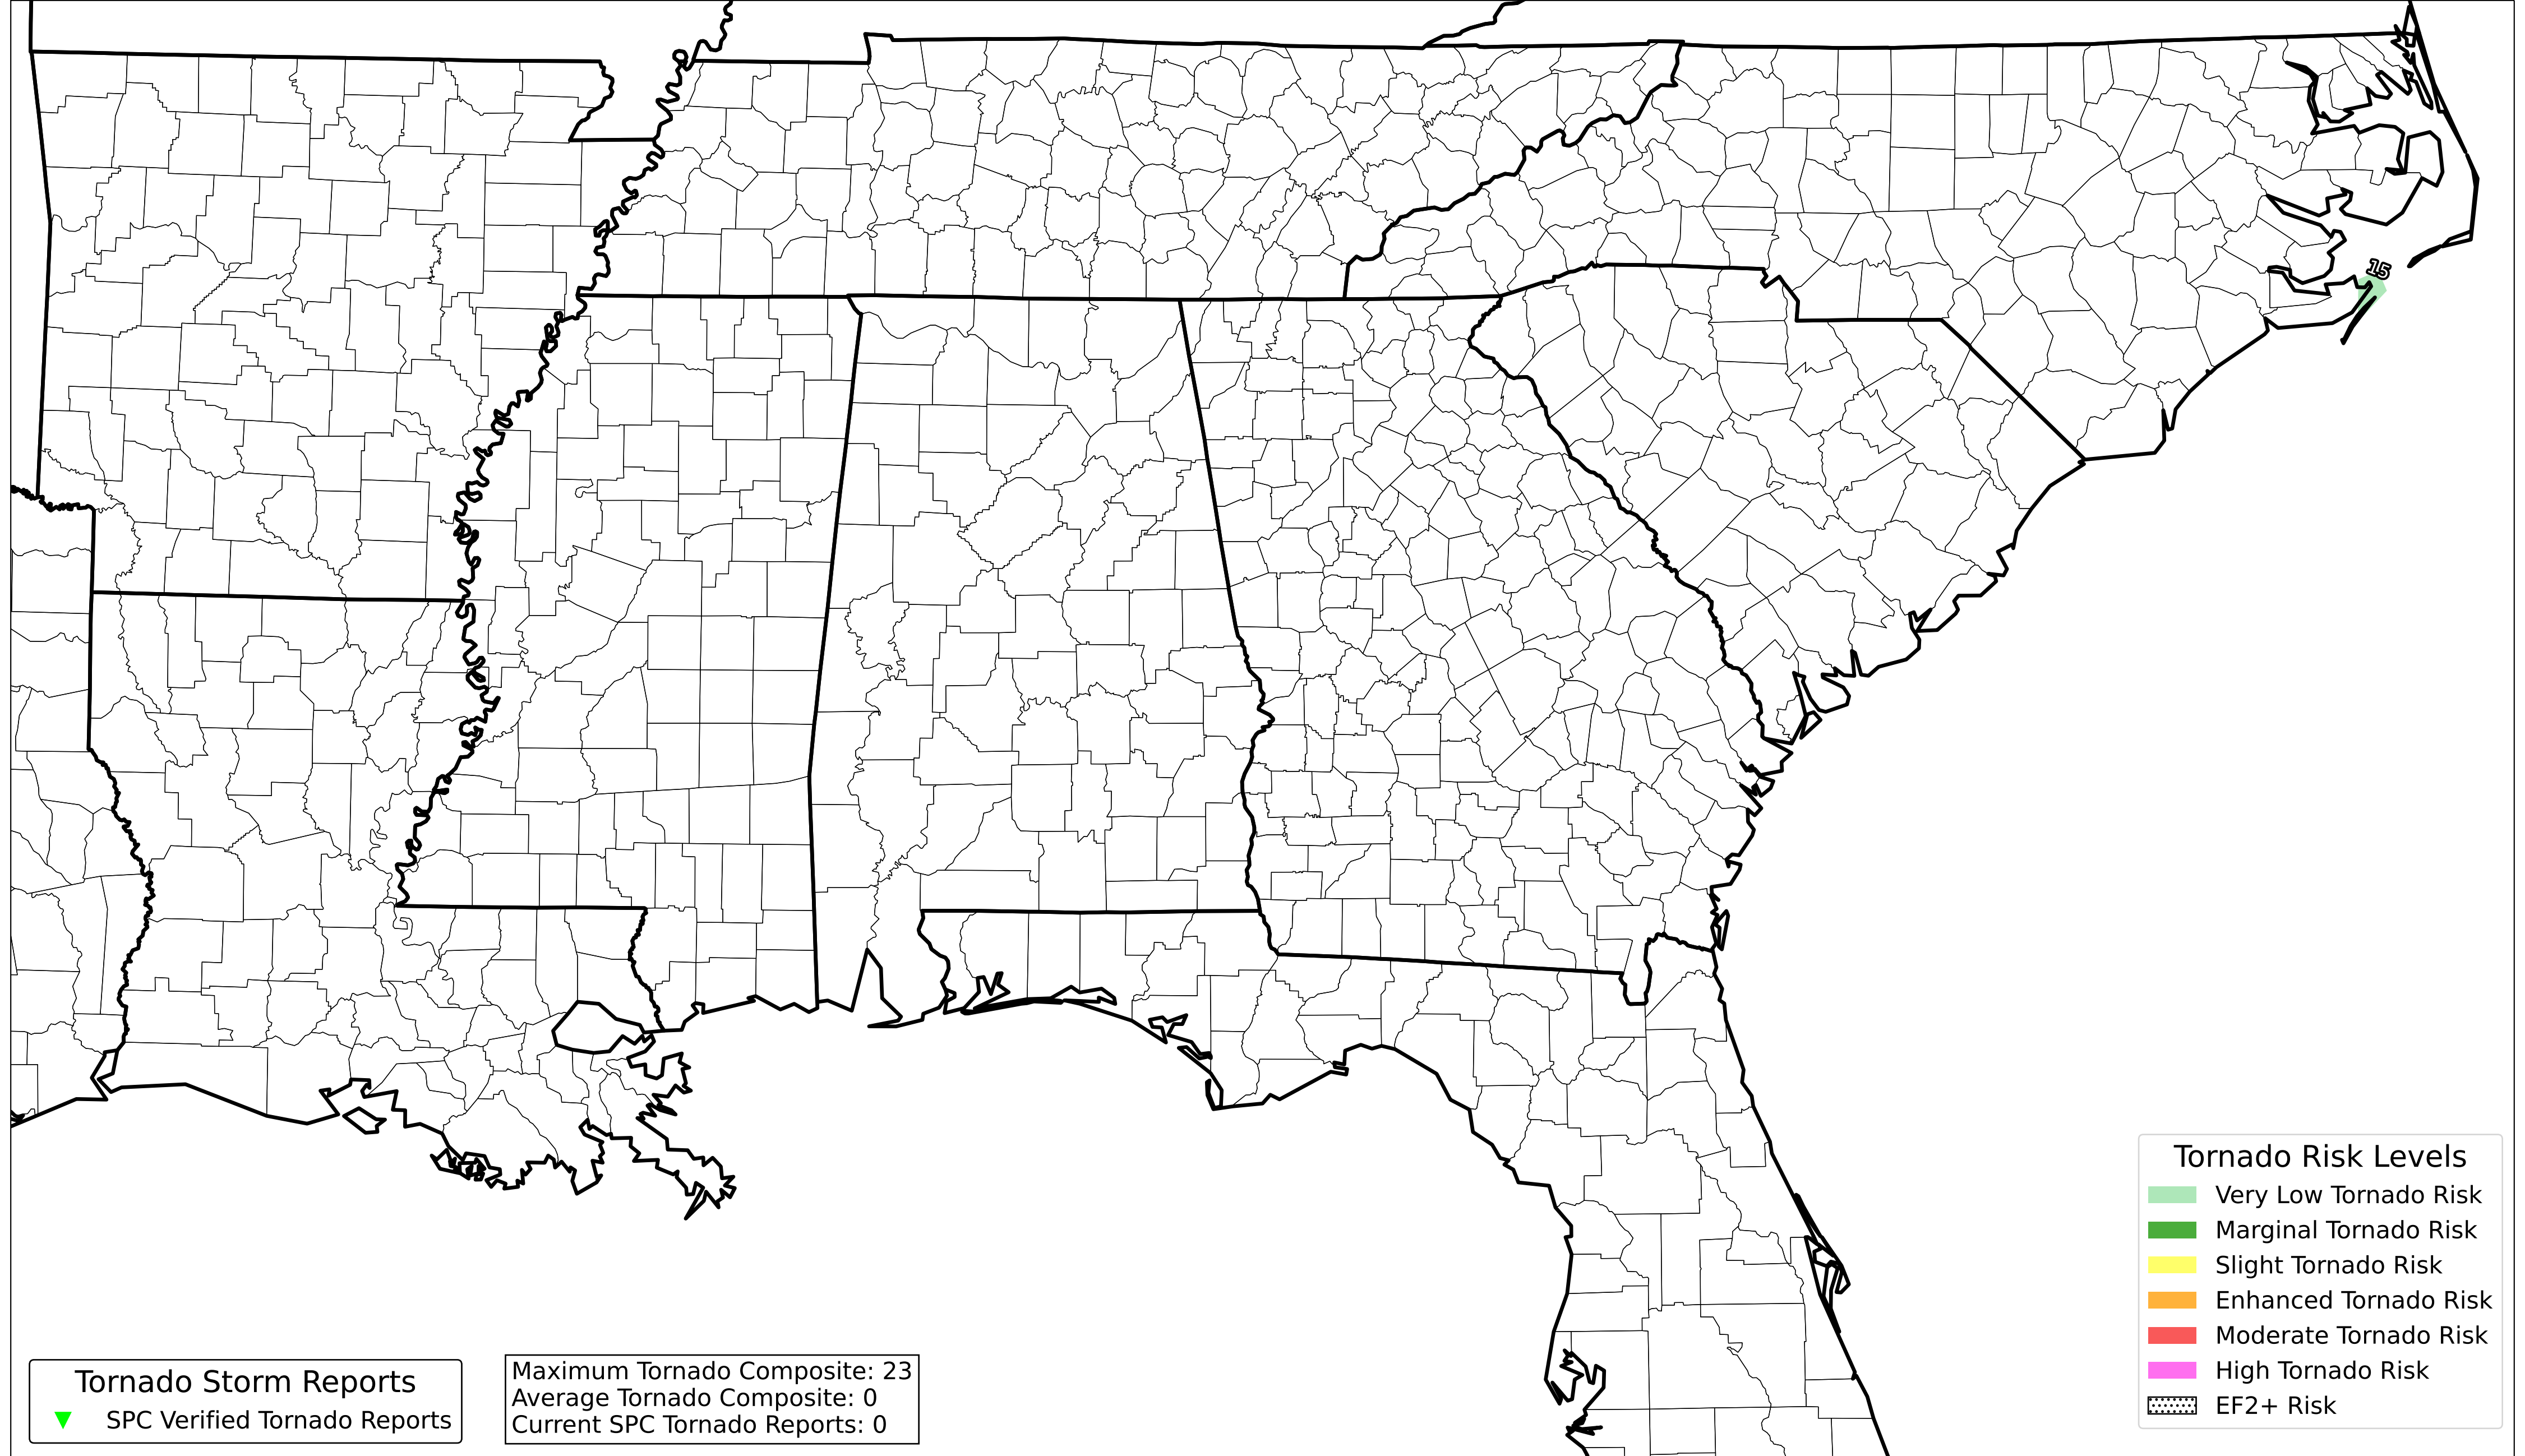 15
Tornado Risk Levels
Very Low Tornado Risk
Marginal Tornado Risk
Slight Tornado Risk
Enhanced Tornado Risk
Moderate Tornado Risk
High Tornado Risk
EF2+ Risk
Tornado Storm Reports
SPC Verified Tornado Reports
Maximum Tornado Composite: 23
Average Tornado Composite: 0
Current SPC Tornado Reports: 0